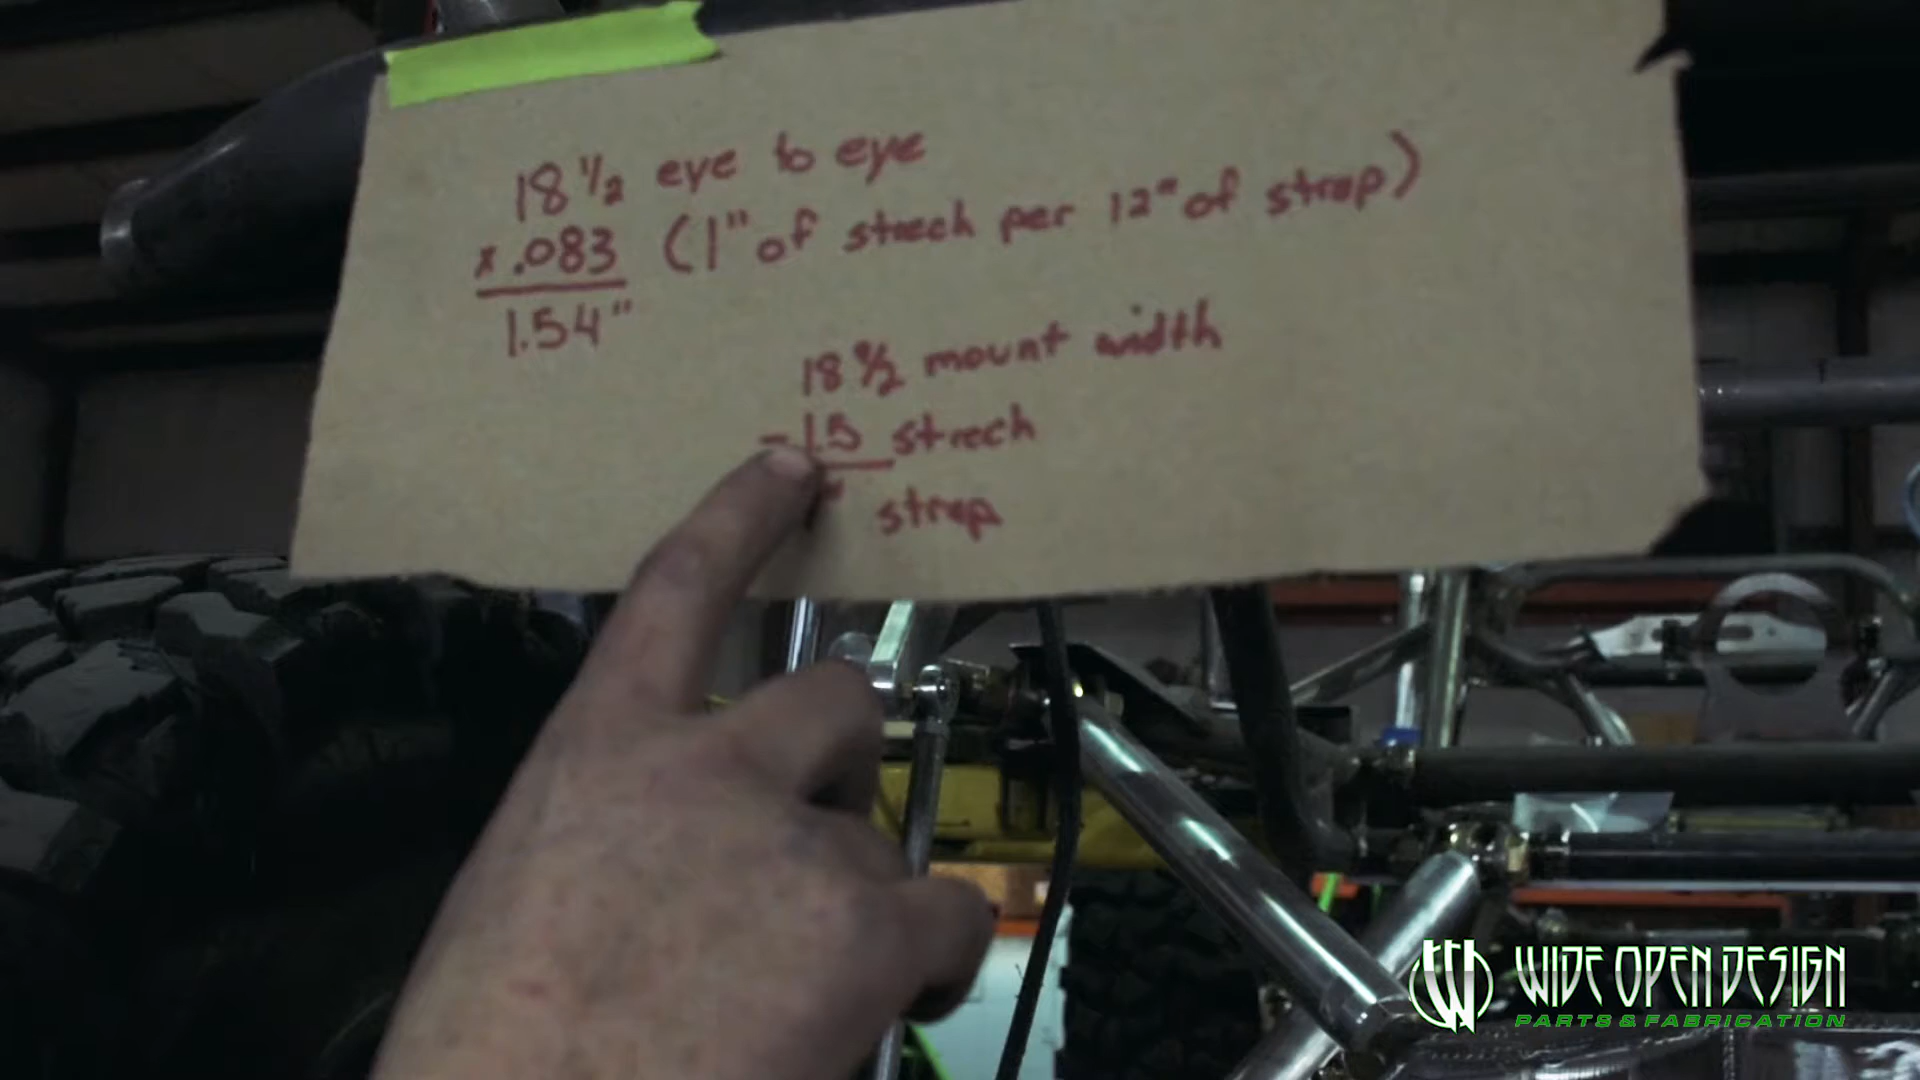 18 1/2 eye to eye
x .083 (1" of strech per 12" of strap)
1.54"
18 1/2 mount width
- 1.5 strech
" strap
WIDE OPEN DESIGN
PARTS & FABRICATION